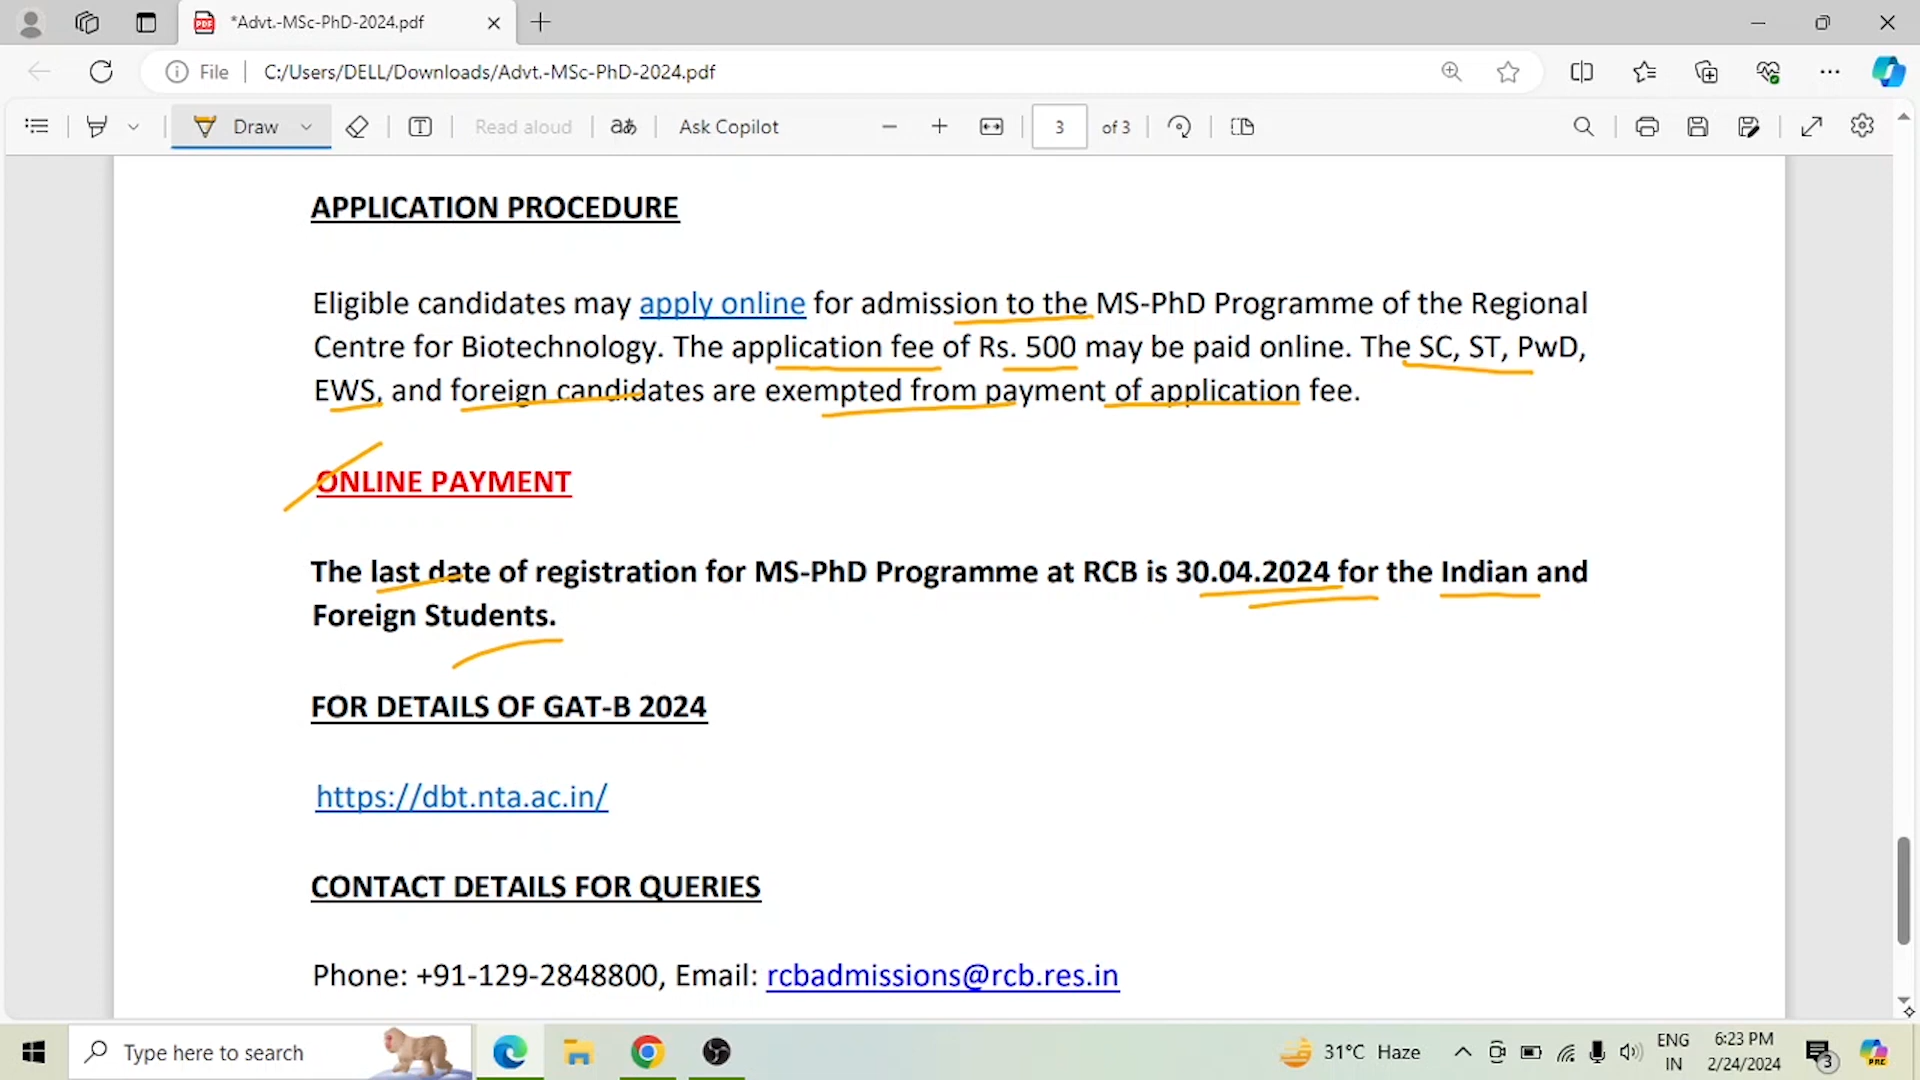 *Advt.-MSc-PhD-2024.pdf
File
C:/Users/DELL/Downloads/Advt.-MSc-PhD-2024.pdf
Draw
Read aloud
aあ
Ask Copilot
3
of 3
APPLICATION PROCEDURE
Eligible candidates may apply online for admission to the MS-PhD Programme of the Regional
Centre for Biotechnology. The application fee of Rs. 500 may be paid online. The SC, ST, PwD,
EWS, and foreign candidates are exempted from payment of application fee.
ONLINE PAYMENT
The last date of registration for MS-PhD Programme at RCB is 30.04.2024 for the Indian and
Foreign Students.
FOR DETAILS OF GAT-B 2024
https://dbt.nta.ac.in/
CONTACT DETAILS FOR QUERIES
Phone: +91-129-2848800, Email: rcbadmissions@rcb.res.in
Type here to search
31°C Haze
ENG
IN
6:23 PM
2/24/2024
3